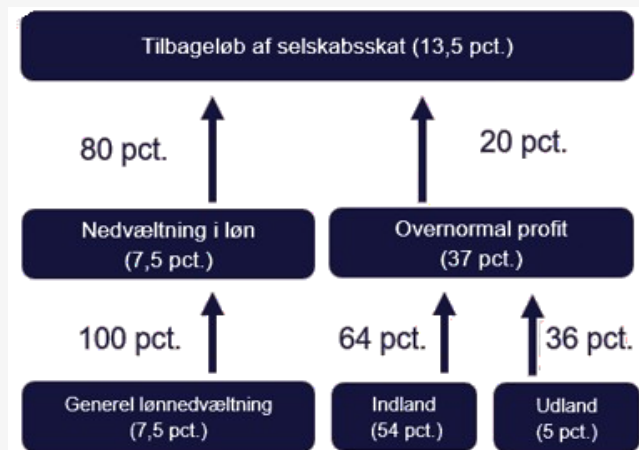 Tilbageløb af selskabsskat (13,5 pct.)
80 pct.
20 pct.
Nedvæltning i løn
(7,5 pct.)
Overnormal profit
(37 pct.)
100 pct.
64 pct.
36 pct.
Generel lønnedvæltning
(7,5 pct.)
Indland
(54 pct.)
Udland
(5 pct.)